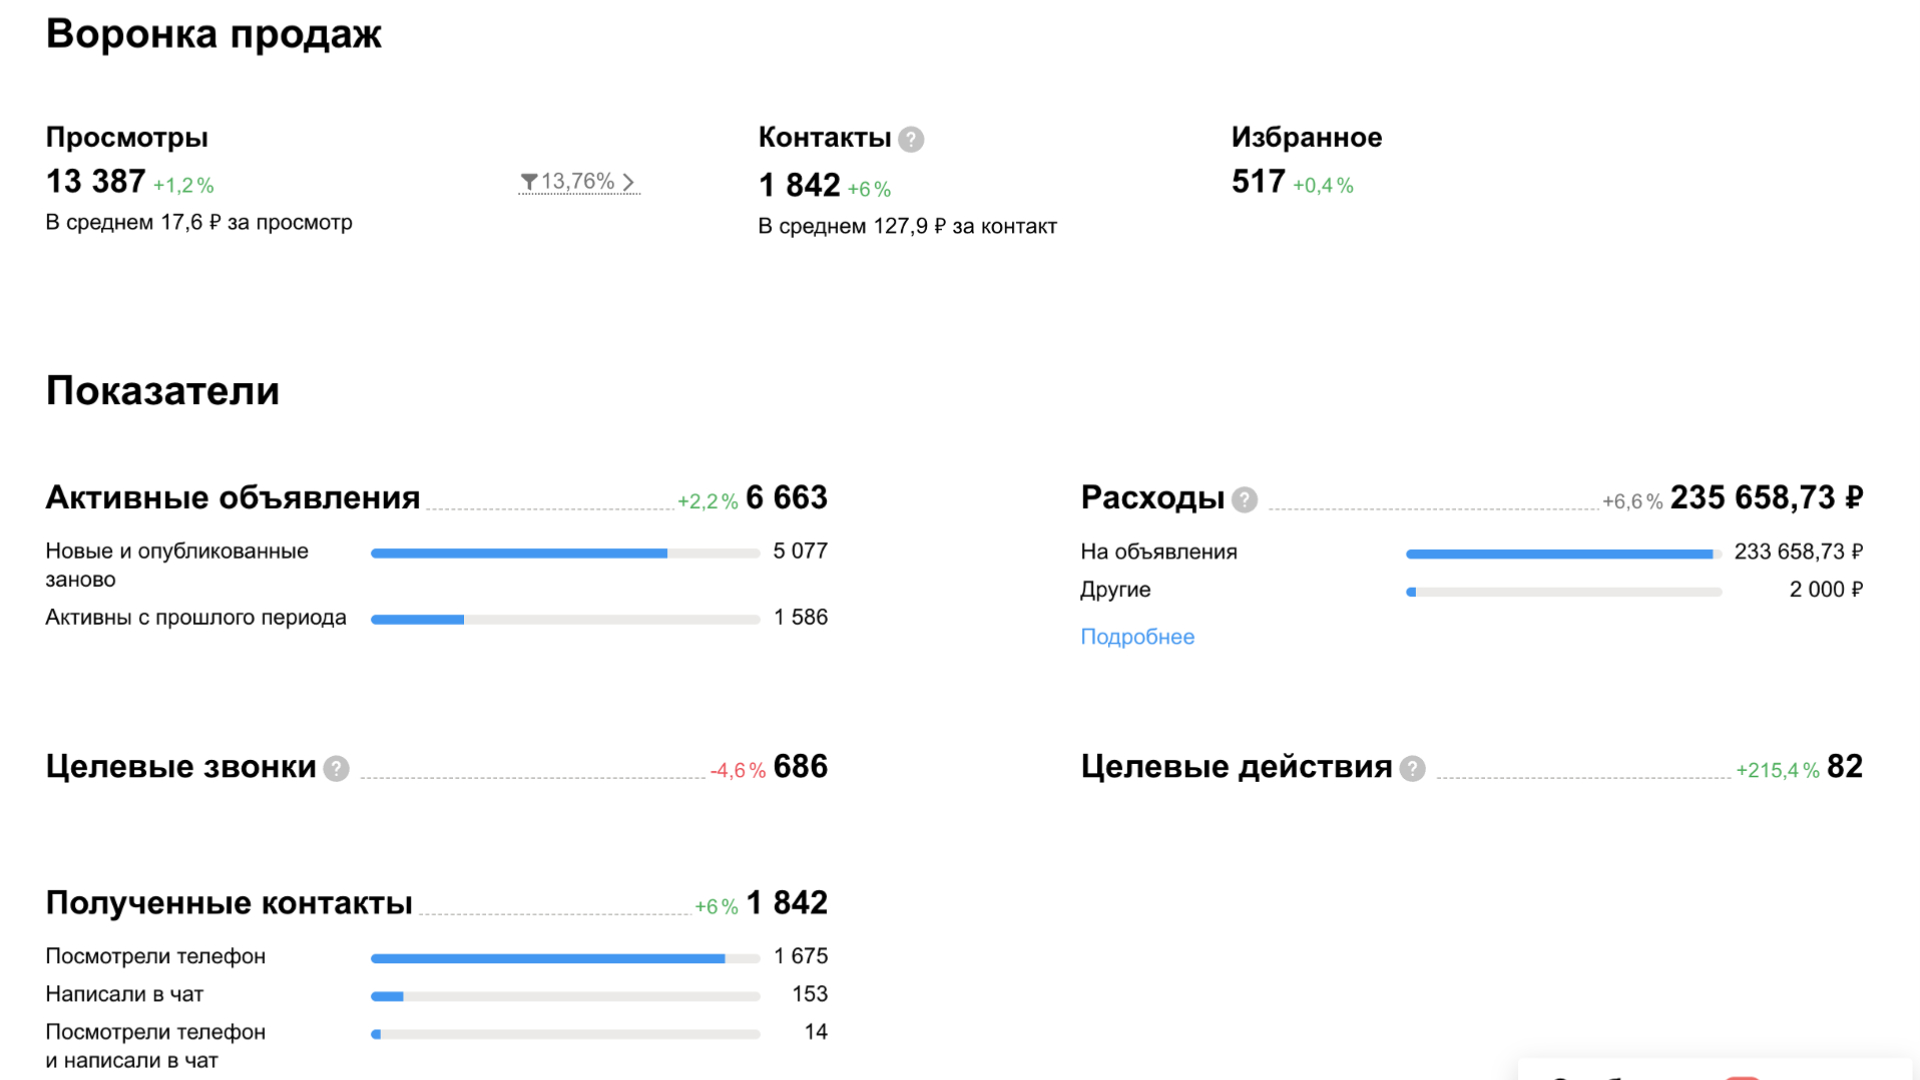 Воронка продаж
Просмотры
13 387 +1,2 %
В среднем 17,6 ₽ за просмотр
13,76%
Контакты ?
1 842 +6 %
В среднем 127,9 ₽ за контакт
Избранное
517 +0,4 %
Показатели
Активные объявления +2,2 % 6 663
Новые и опубликованные
заново
5 077
Активны с прошлого периода 1 586
Расходы ? +6,6 % 235 658,73 ₽
На объявления 233 658,73 ₽
Другие 2 000 ₽
Подробнее
Целевые звонки ? -4,6 % 686
Целевые действия ? +215,4 % 82
Полученные контакты +6 % 1 842
Посмотрели телефон 1 675
Написали в чат 153
Посмотрели телефон
и написали в чат
14